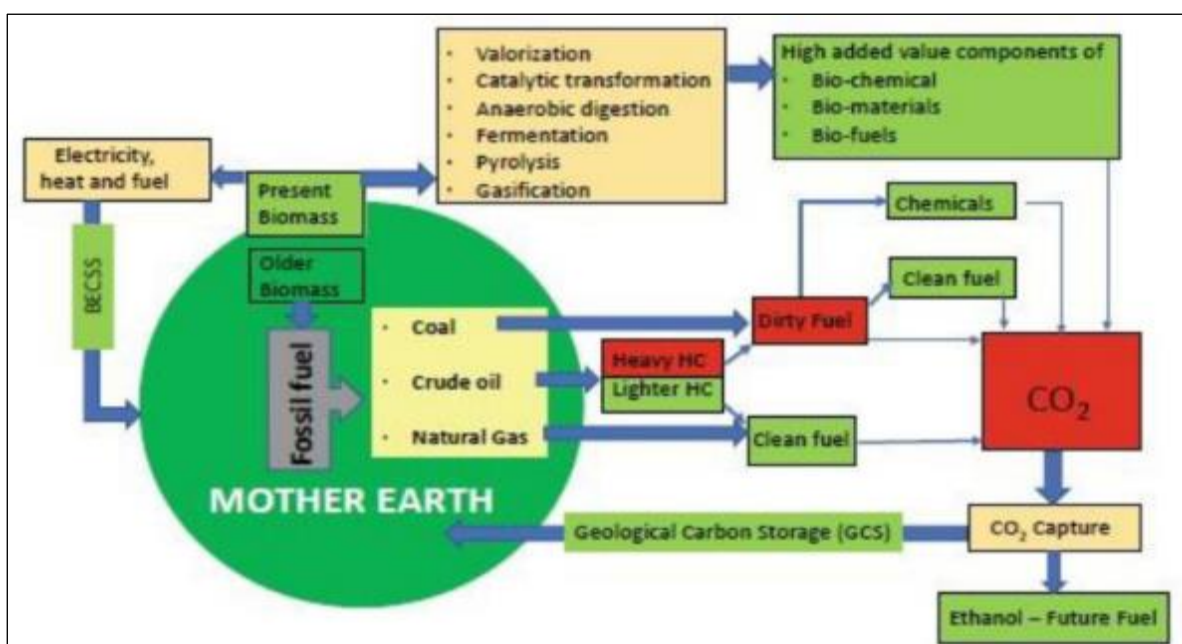 Valorization
Catalytic transformation
Anaerobic digestion
Fermentation
Pyrolysis
Gasification
High added value components of
Bio-chemical
Bio-materials
Bio-fuels
Electricity,
heat and fuel
Present
Biomass
Older
Biomass
BECSS
Fossil fuel
Coal
Crude oil
Natural Gas
Heavy HC
Lighter HC
Dirty Fuel
Chemicals
Clean fuel
Clean fuel
CO₂
MOTHER EARTH
Geological Carbon Storage (GCS)
CO₂ Capture
Ethanol – Future Fuel